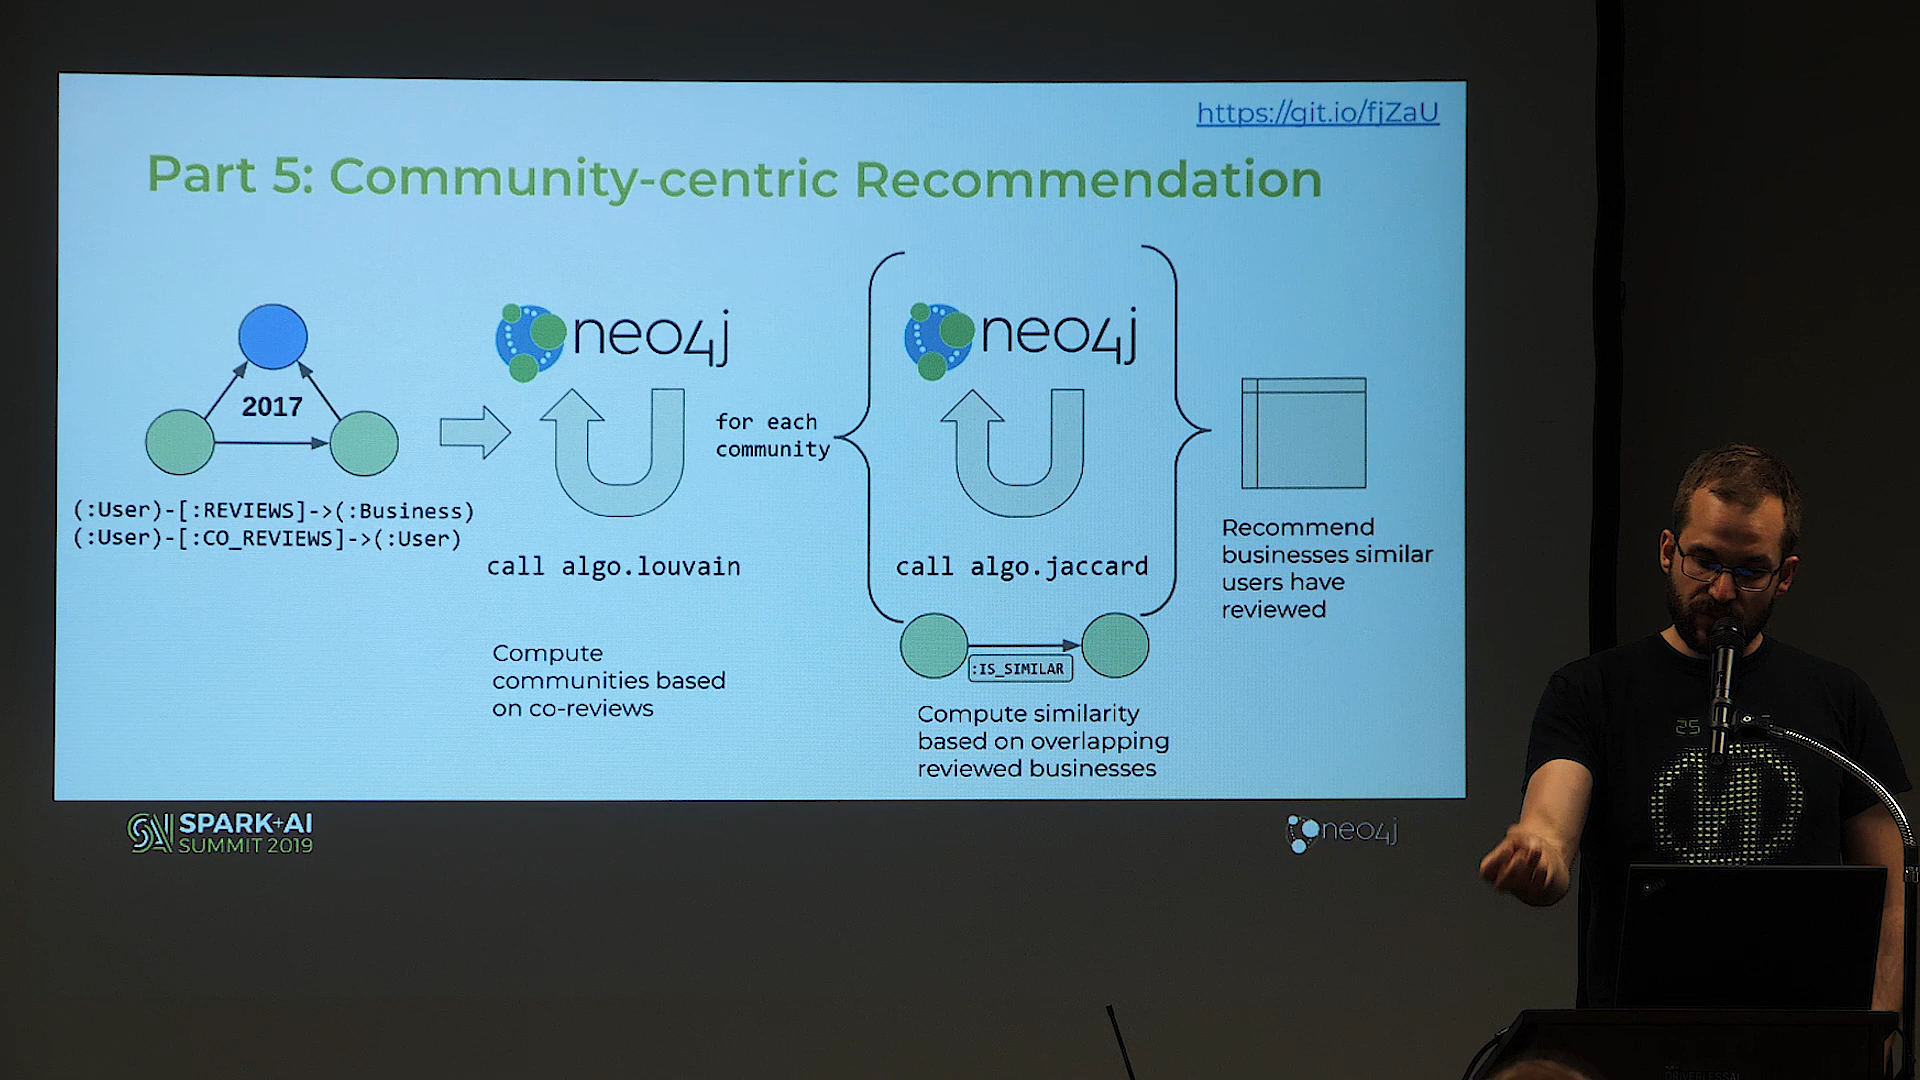 https://git.io/fjZaU
Part 5: Community-centric Recommendation
neo4j
neo4j
2017
for each
community
(:User)-[:REVIEWS]->(:Business)
(:User)-[:CO_REVIEWS]->(:User)
call algo.louvain
call algo.jaccard
Recommend
businesses similar
users have
reviewed
:IS_SIMILAR
Compute
communities based
on co-reviews
Compute similarity
based on overlapping
reviewed businesses
SPARK+AI
SUMMIT 2019
neo4j
25